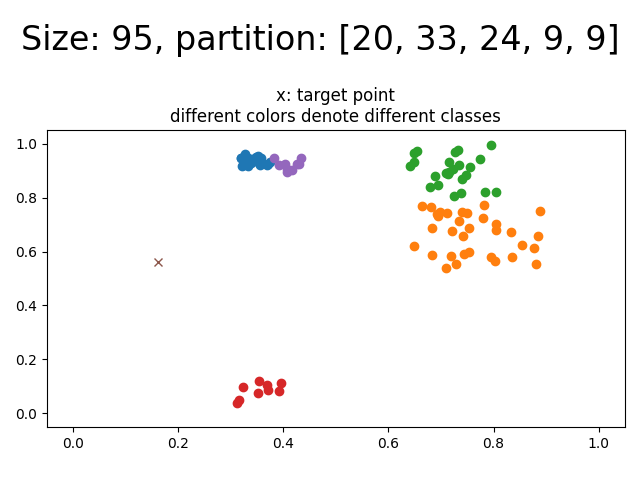 Size: 95, partition: [20, 33, 24, 9, 9]
x: target point
different colors denote different classes
1.0
0.8
0.6
0.4
0.2
0.0
0.0 0.2 0.4 0.6 0.8 1.0